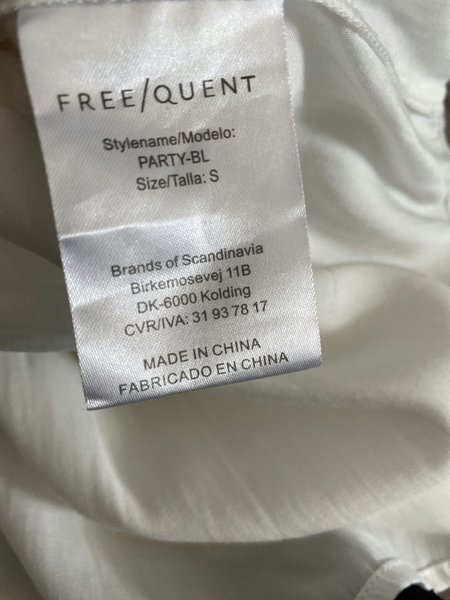 FREE/QUENT
Stylename/Modelo:
PARTY-BL
Size/Talla: S
Brands of Scandinavia
Birkemosevej 11B
DK-6000 Kolding
CVR/IVA: 31 93 78 17
MADE IN CHINA
FABRICADO EN CHINA